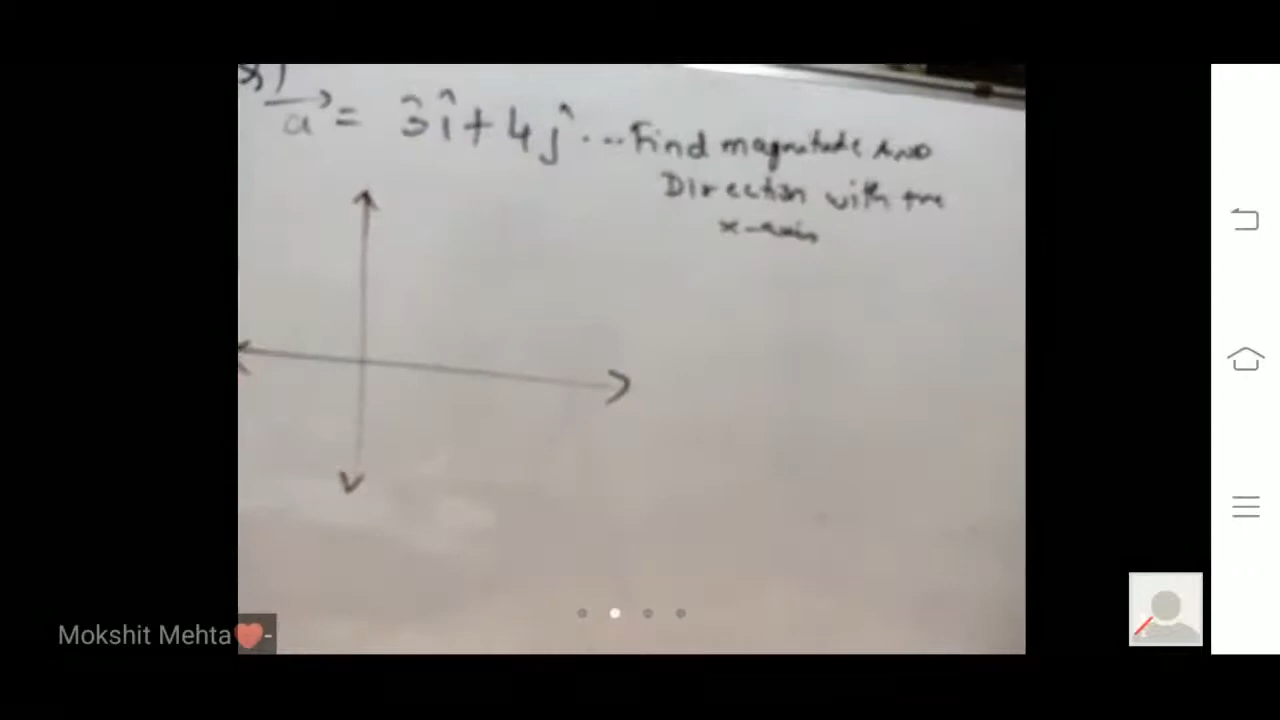 a⃗ = 3î + 4ĵ ... Find magnitude AND
Direction with the
x-axis
Mokshit Mehta❤️-